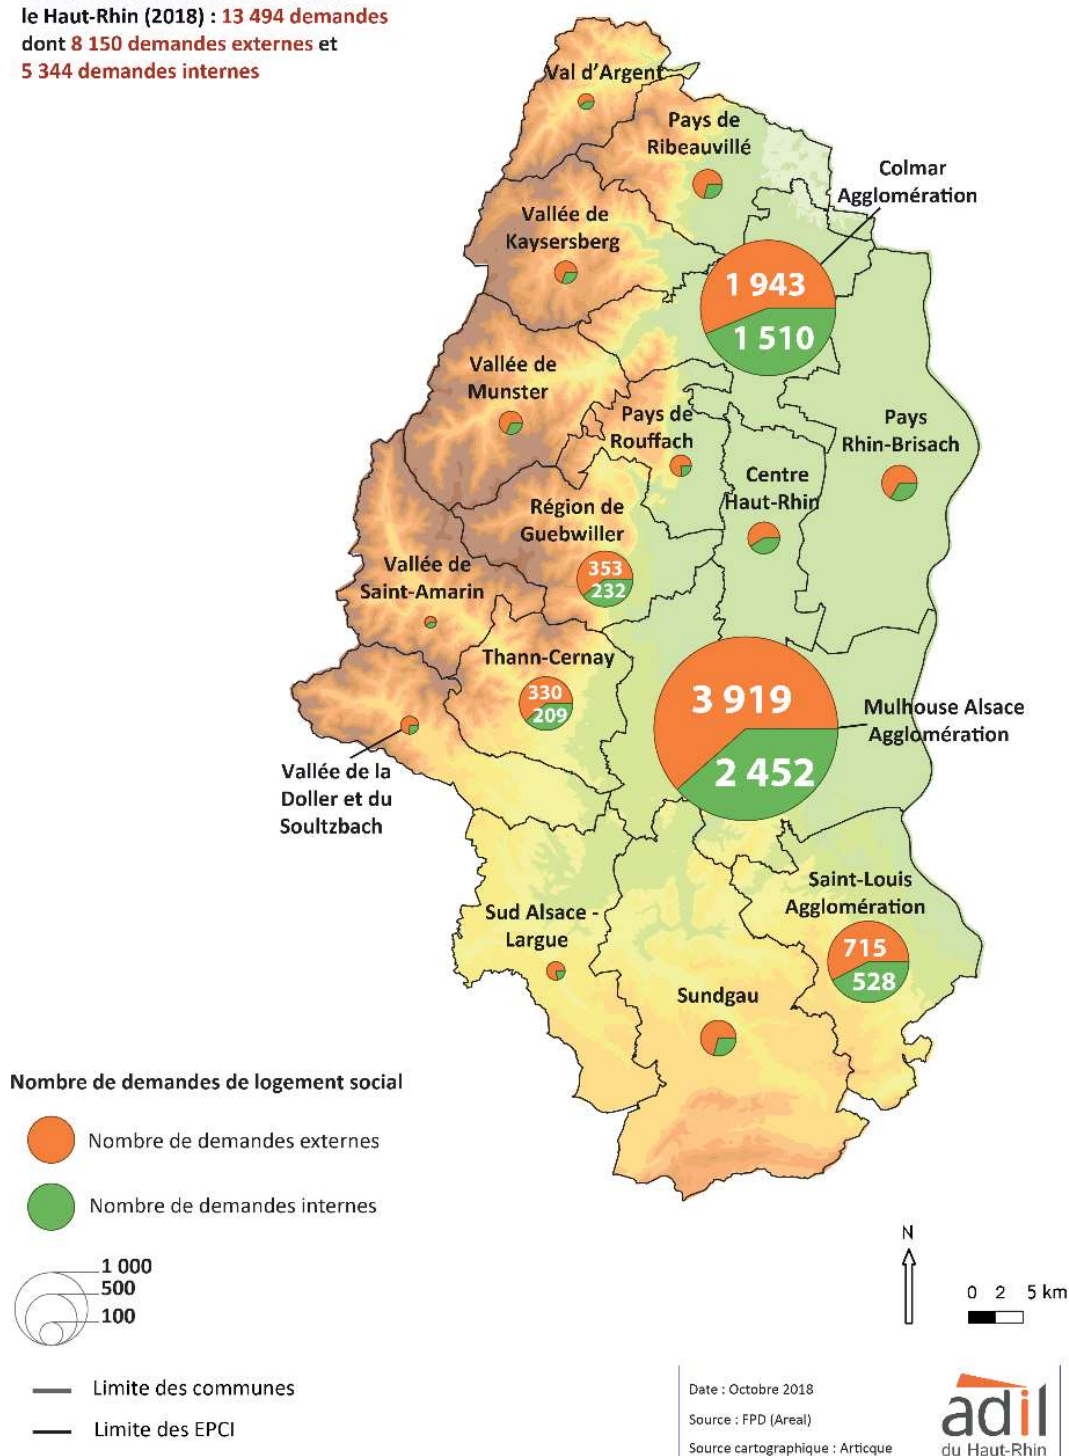 le Haut-Rhin (2018) : 13 494 demandes
dont 8 150 demandes externes et
5 344 demandes internes
Val d'Argent
Pays de
Ribeauvillé
Colmar
Agglomération
Vallée de
Kaysersberg
1 943
1 510
Vallée de
Munster
Pays de
Rouffach
Pays
Rhin-Brisach
Centre
Haut-Rhin
Région de
Guebwiller
353
232
Vallée de
Saint-Amarin
Thann-Cernay
330
209
3 919
2 452
Mulhouse Alsace
Agglomération
Vallée de la
Doller et du
Soultzbach
Saint-Louis
Agglomération
715
528
Sud Alsace -
Largue
Sundgau
Nombre de demandes de logement social
Nombre de demandes externes
Nombre de demandes internes
1 000
500
100
N
0 2 5 km
Limite des communes
Limite des EPCI
Date : Octobre 2018
Source : FPD (Areal)
Source cartographique : Articque
adil
du Haut-Rhin